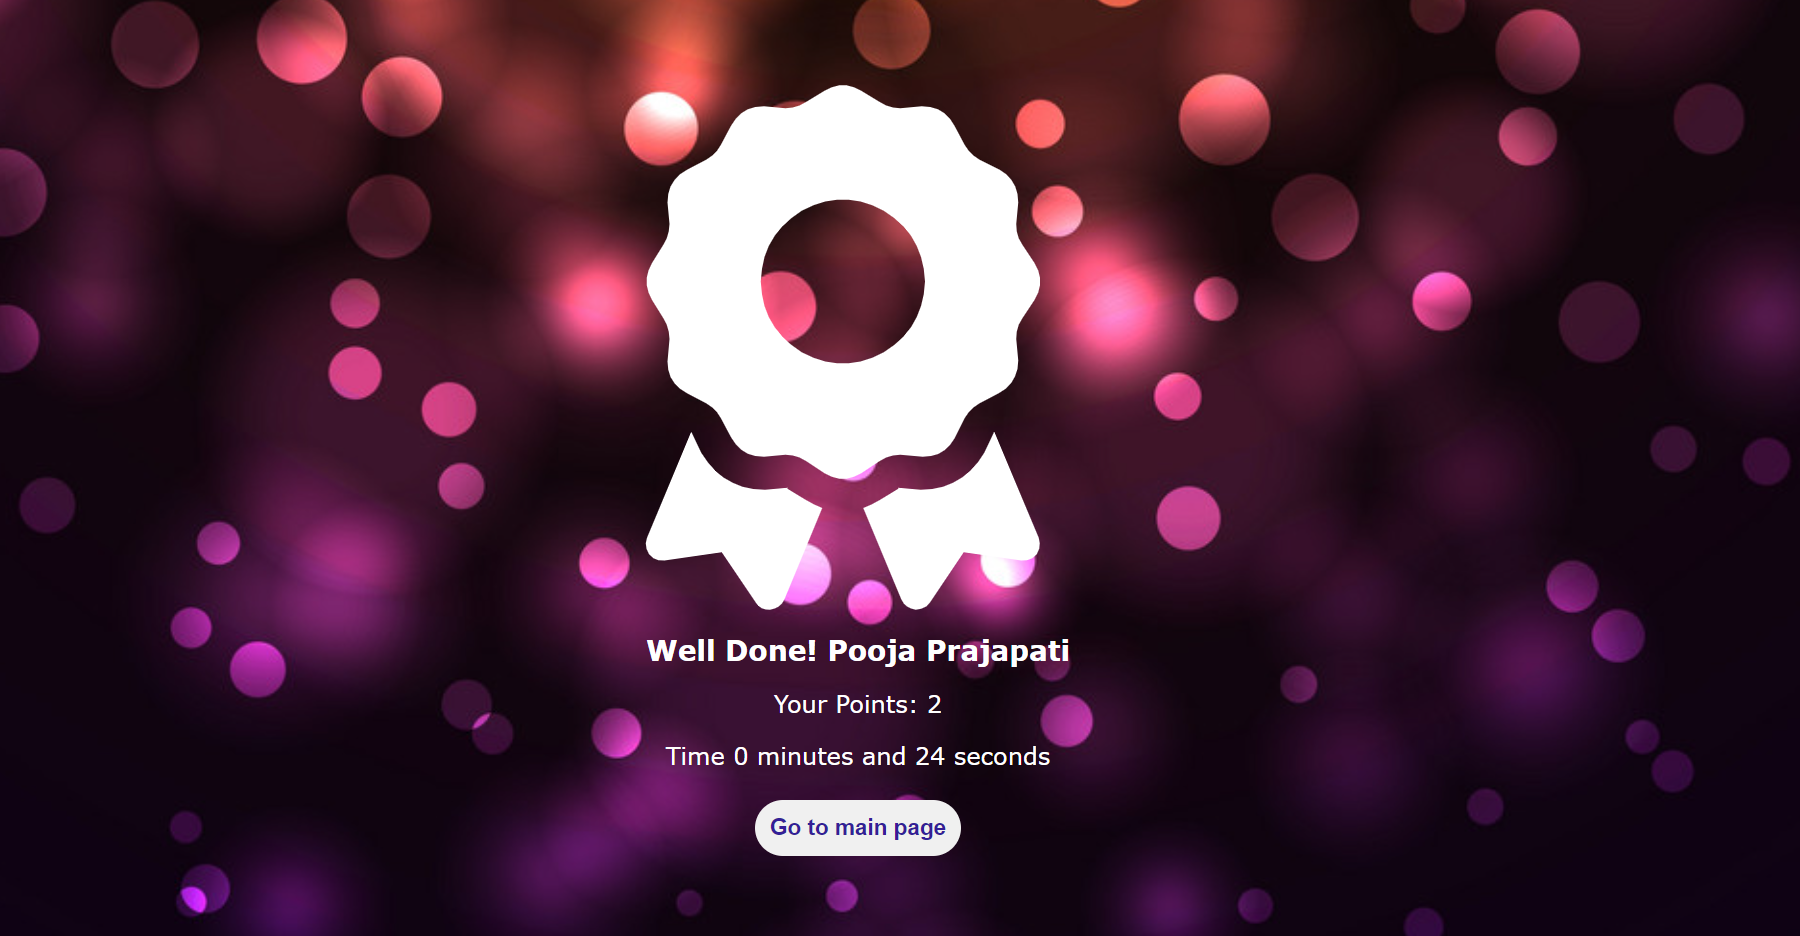 Well Done! Pooja Prajapati
Your Points: 2
Time 0 minutes and 24 seconds
Go to main page